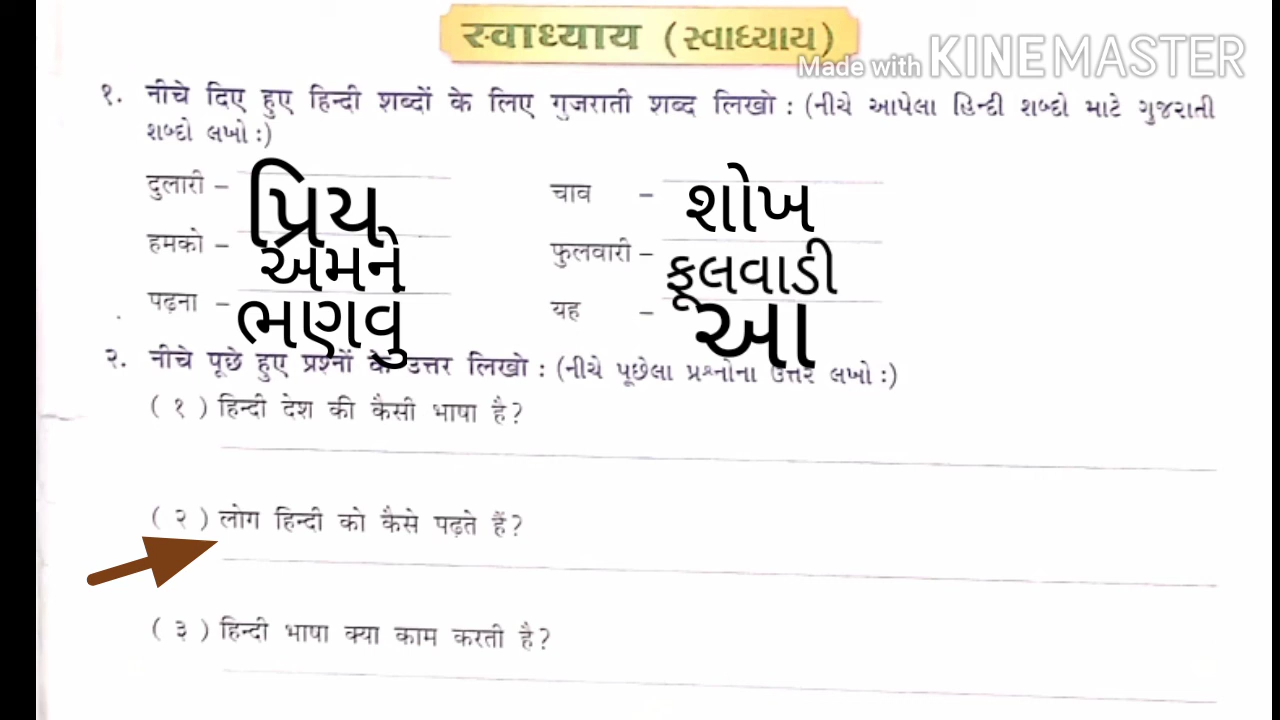 स्वाध्याय (સ્વાધ્યાય)
Made with KINEMASTER
१. नीचे दिए हुए हिन्दी शब्दों के लिए गुजराती शब्द लिखो : (નીચે આપેલા હિન્દી શબ્દો માટે ગુજરાતી
શબ્દો લખો :)
दुलारी – પ્રિય चाव – શોખ
हमको – અમને फुलवारी – ફૂલવાડી
पढ़ना – ભણવુ यह – આ
२. नीचे पूछे हुए प्रश्नों के उत्तर लिखो : (નીચે પૂછેલા પ્રશ્નોના ઉત્તર લખો :)
( १ ) हिन्दी देश की कैसी भाषा है?
( २ ) लोग हिन्दी को कैसे पढ़ते हैं?
( ३ ) हिन्दी भाषा क्या काम करती है?